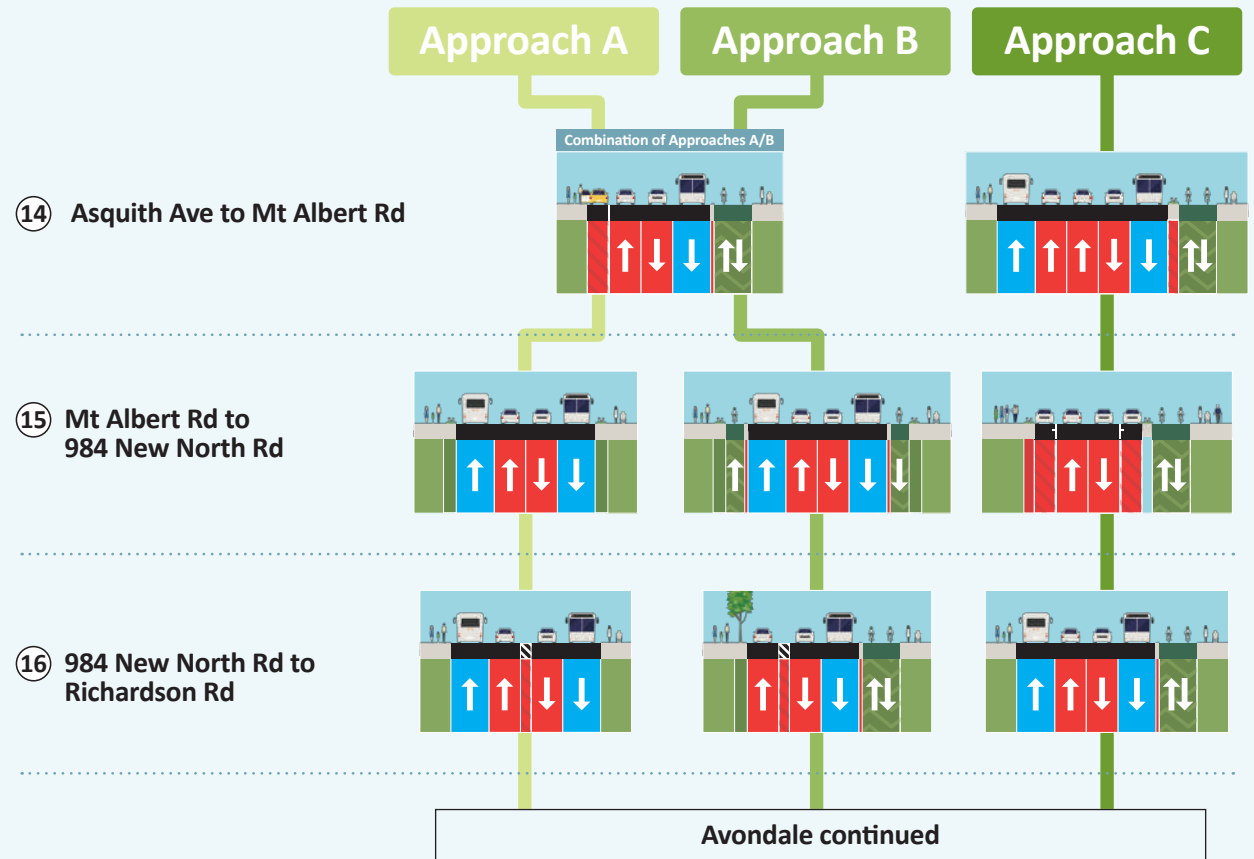 Approach A
Approach B
Approach C
Combination of Approaches A/B
14 Asquith Ave to Mt Albert Rd
15 Mt Albert Rd to
984 New North Rd
16 984 New North Rd to
Richardson Rd
Avondale continued